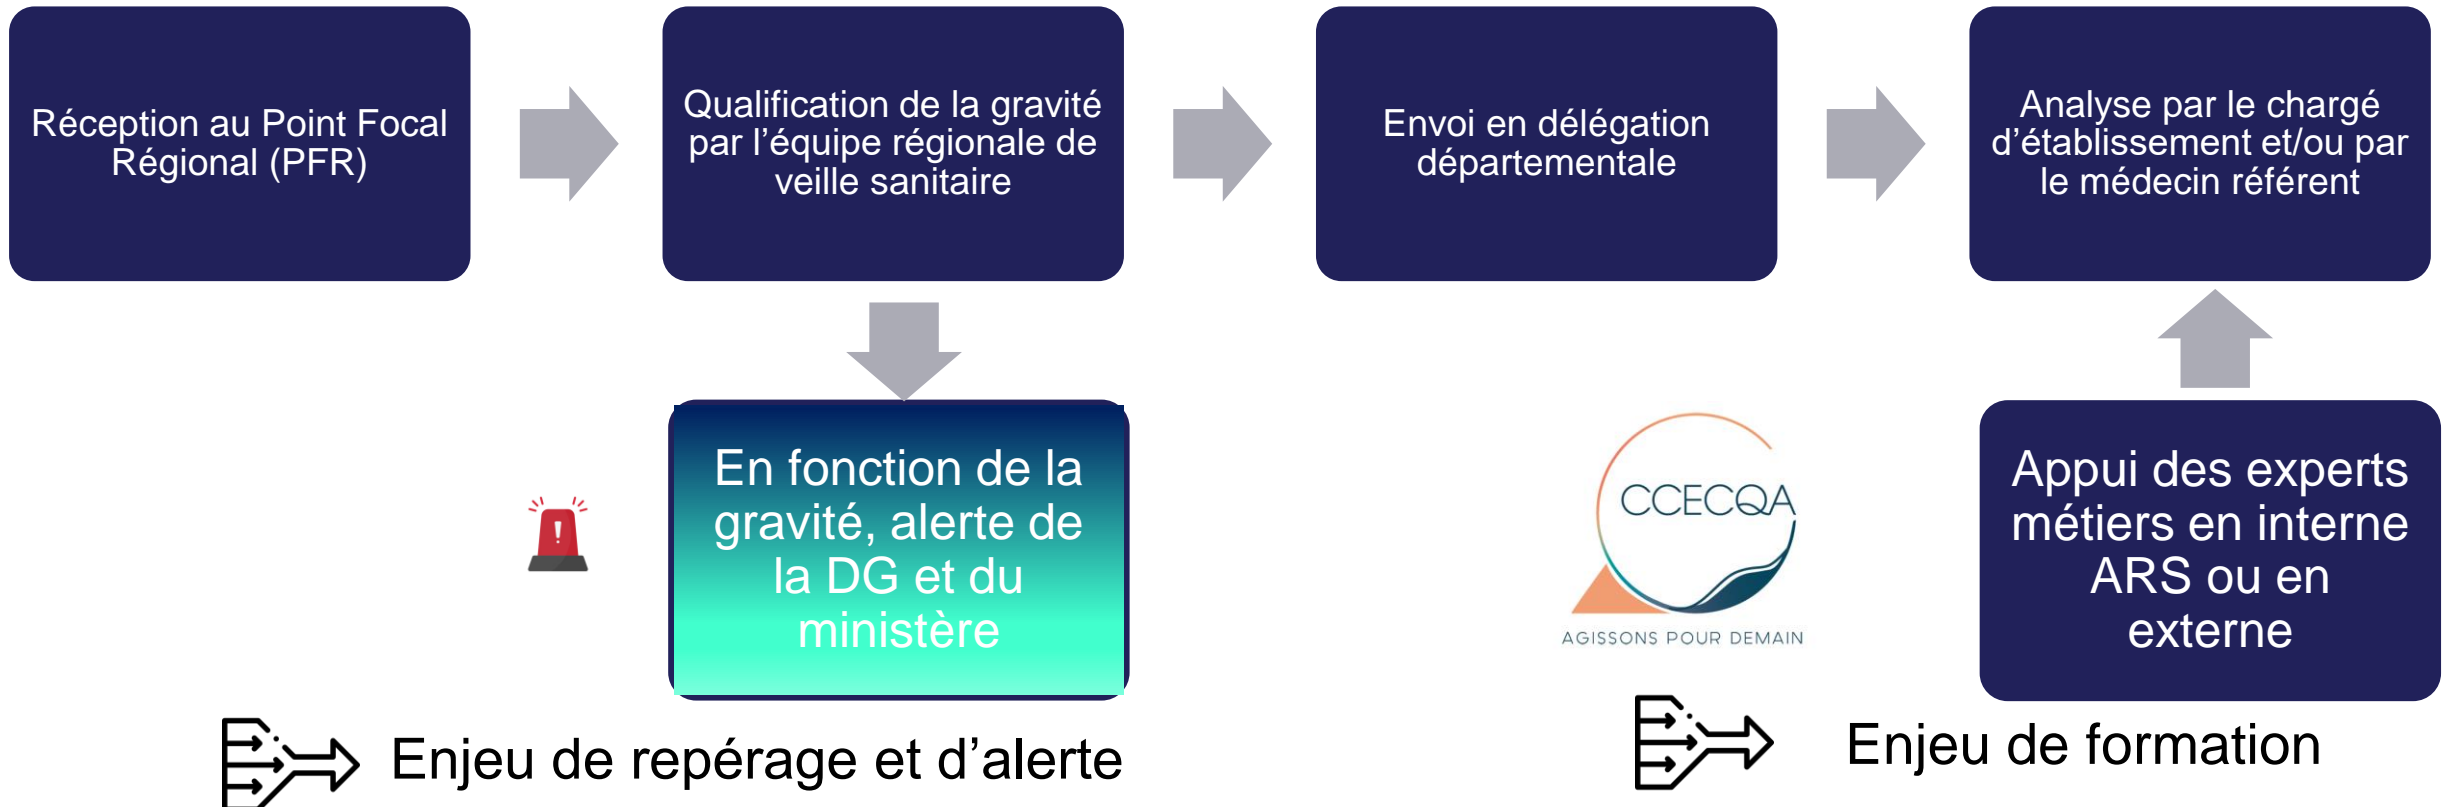 Réception au Point Focal
Régional (PFR)
Qualification de la gravité
par l’équipe régionale de
veille sanitaire
Envoi en délégation
départementale
Analyse par le chargé
d’établissement et/ou par
le médecin référent
En fonction de la
gravité, alerte de
la DG et du
ministère
CCECQA
AGISSONS POUR DEMAIN
Appui des experts
métiers en interne
ARS ou en
externe
Enjeu de repérage et d’alerte
Enjeu de formation